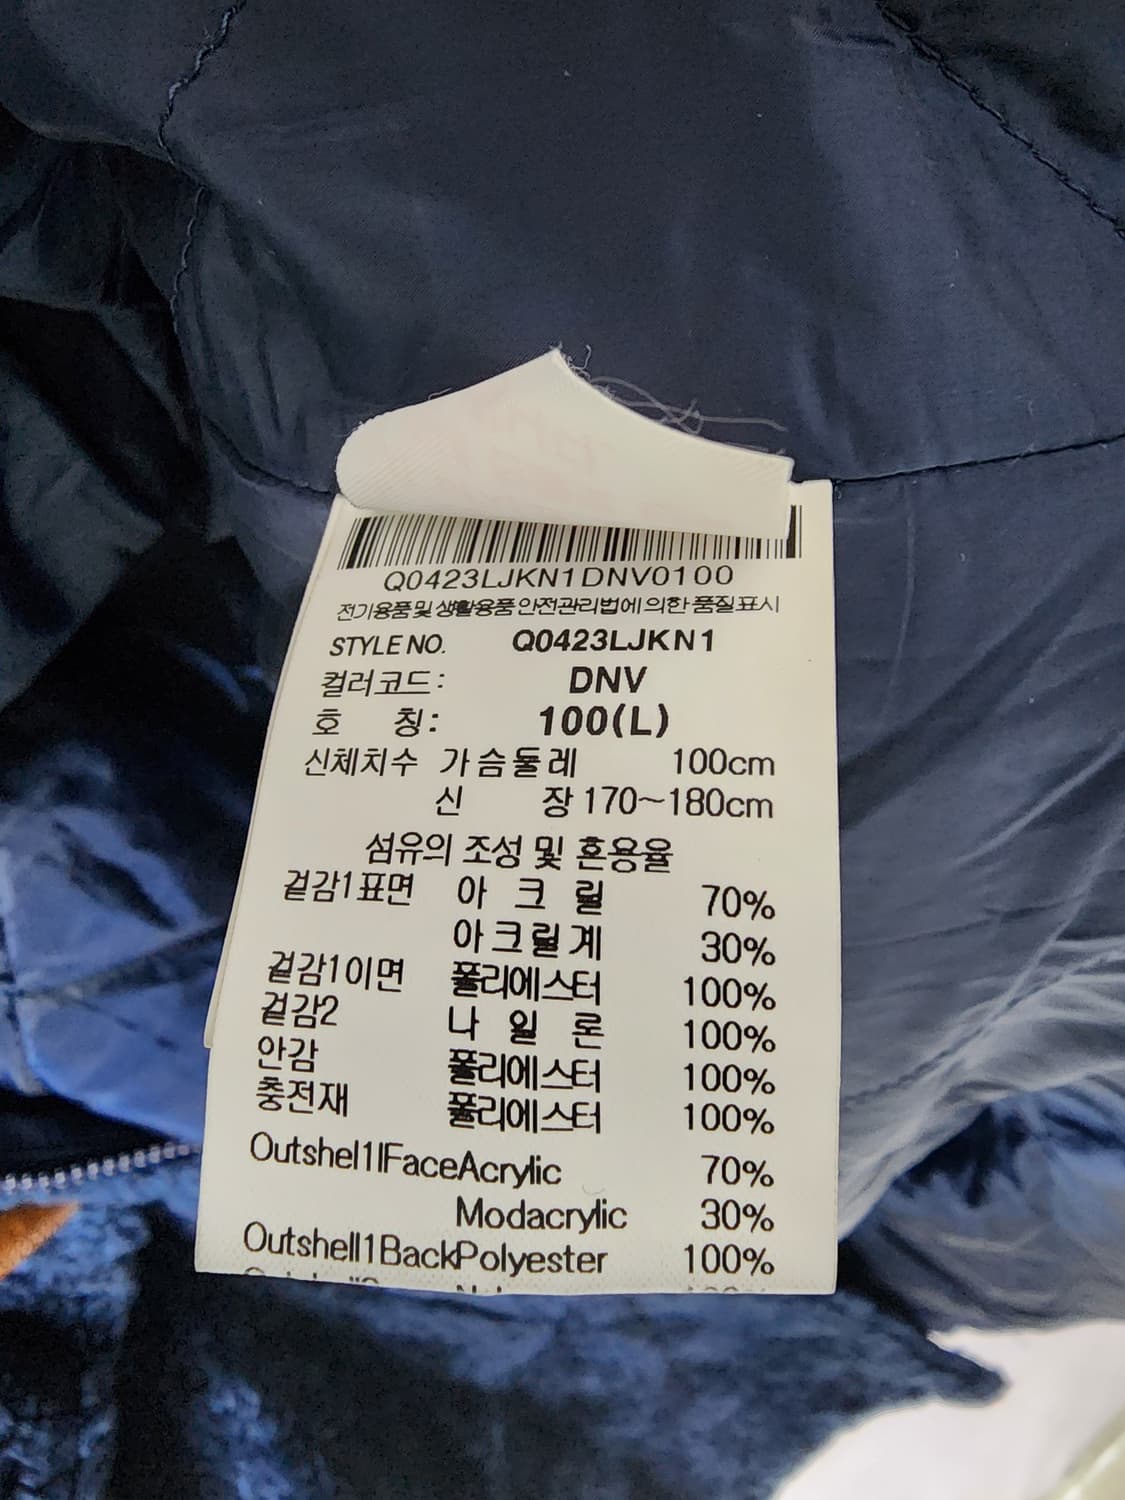 Q0423LJKN1DNV0100
전기용품및 생활용품 안전관리법에 의한 품질표시
STYLE NO. Q0423LJKN1
컬러코드: DNV
호 칭: 100(L)
신체치수 가슴둘레 100cm
신 장 170~180cm
섬유의 조성 및 혼용율
겉감1표면 아 크 릴 70%
아크릴계 30%
겉감1이면 폴리에스터 100%
겉감2 나 일 론 100%
안감 폴리에스터 100%
충전재 폴리에스터 100%
Outshel1lFaceAcrylic 70%
Modacrylic 30%
Outshell1BackPolyester 100%